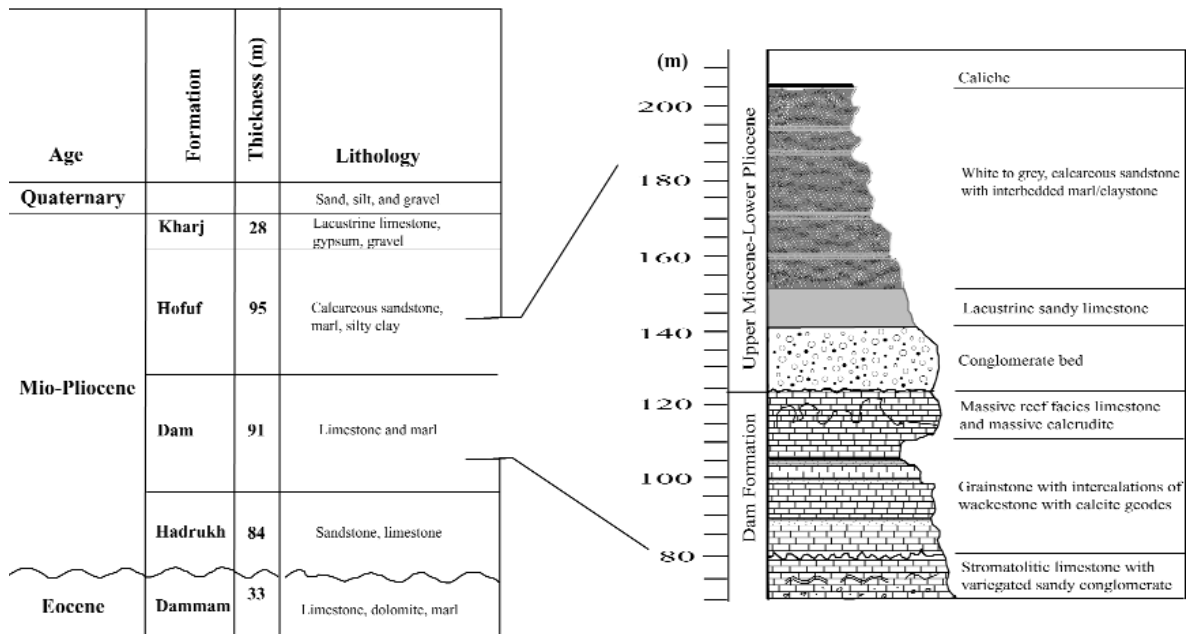 Age
Formation
Thickness (m)
Lithology
Quaternary
Sand, silt, and gravel
Mio-Pliocene
Kharj
28
Lacustrine limestone,
gypsum, gravel
Hofuf
95
Calcareous sandstone,
marl, silty clay
Dam
91
Limestone and marl
Hadrukh
84
Sandstone, limestone
Eocene
Dammam
33
Limestone, dolomite, marl
(m)
200
180
160
140
120
100
80
Upper Miocene-Lower Pliocene
Dam Formation
Caliche
White to grey, calcareous sandstone
with interbedded marl/claystone
Lacustrine sandy limestone
Conglomerate bed
Massive reef facies limestone
and massive calcrudite
Grainstone with intercalations of
wackestone with calcite geodes
Stromatolitic limestone with
variegated sandy conglomerate